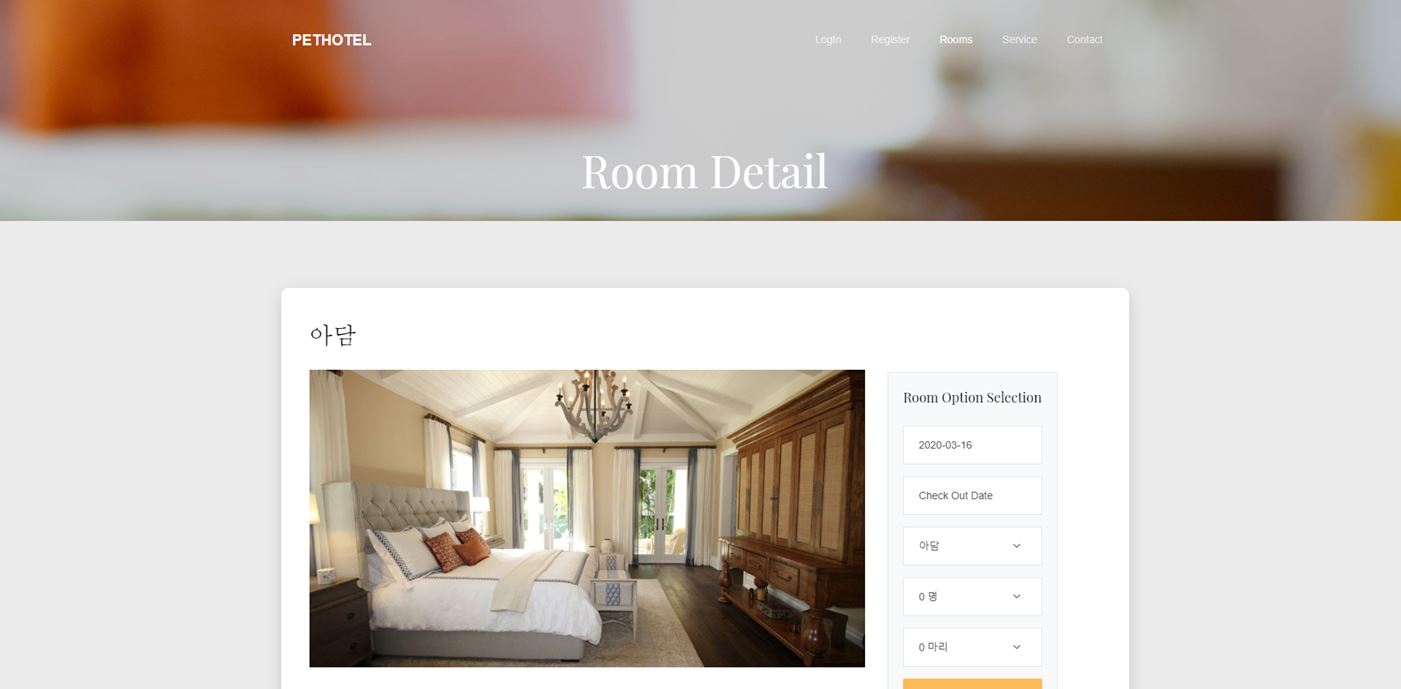 PETHOTEL
LogIn Register Rooms Service Contact
Room Detail
아담
Room Option Selection
2020-03-16
Check Out Date
아담
0 명
0 마리